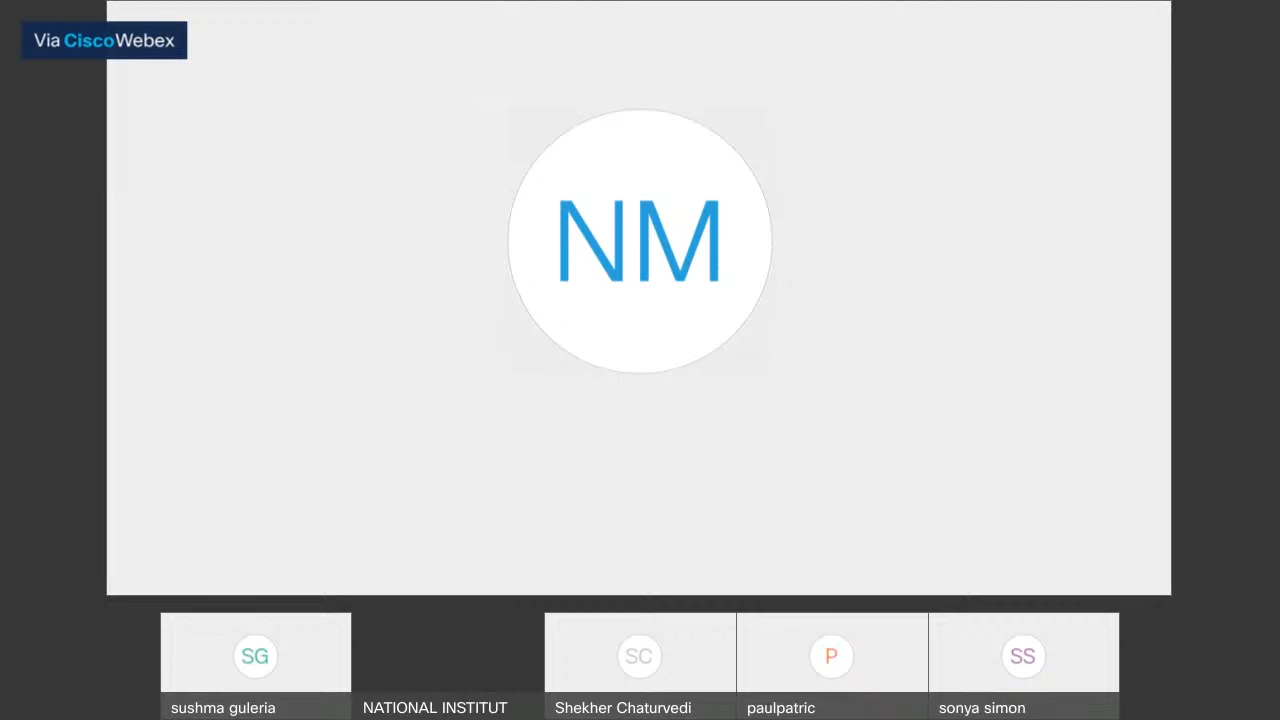 Via CiscoWebex
NM
SG
SC
P
SS
sushma guleria
NATIONAL INSTITUT
Shekher Chaturvedi
paulpatric
sonya simon